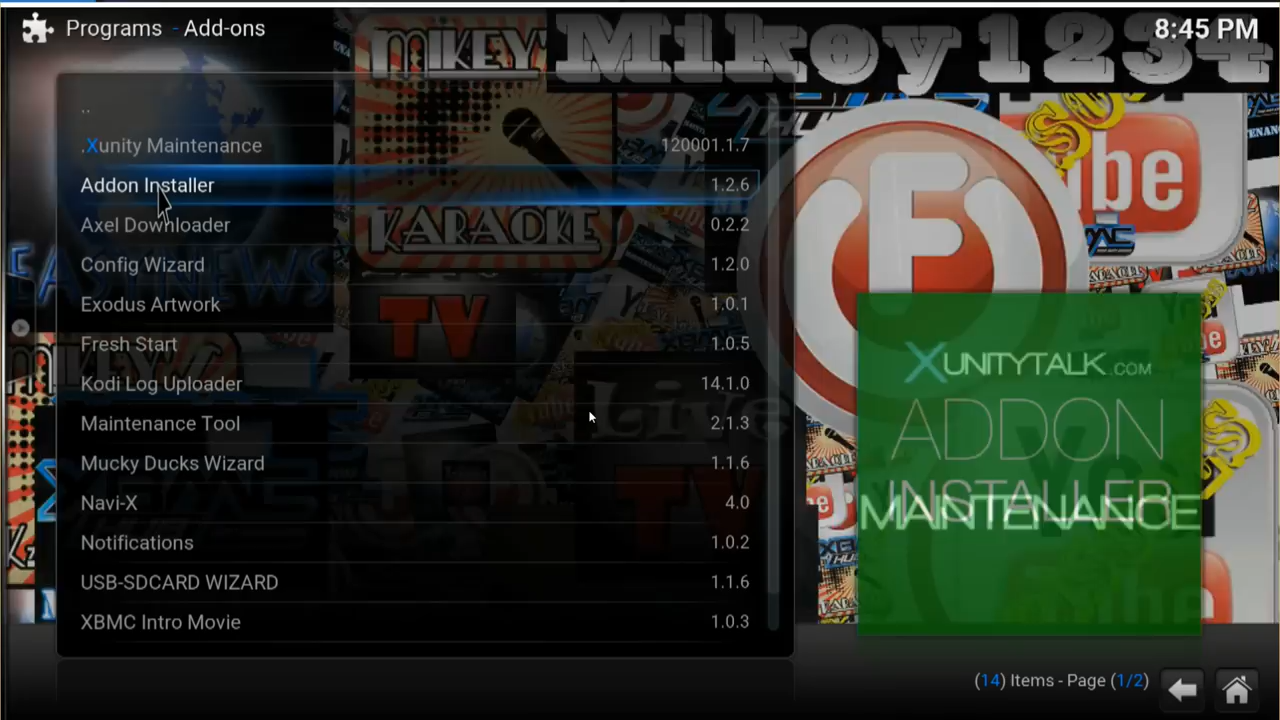 Programs - Add-ons
8:45 PM
Mikey1234
MIKEY'
KARAOKE
TV
..
.Xunity Maintenance 120001.1.7
Addon Installer 1.2.6
Axel Downloader 0.2.2
Config Wizard 1.2.0
Exodus Artwork 1.0.1
Fresh Start 1.0.5
Kodi Log Uploader 14.1.0
Maintenance Tool 2.1.3
Mucky Ducks Wizard 1.1.6
Navi-X 4.0
Notifications 1.0.2
USB-SDCARD WIZARD 1.1.6
XBMC Intro Movie 1.0.3
Live
TV
F
be
XUNITYTALK.COM
ADDON
INSTALLER
MAINTENANCE
(14) Items - Page (1/2)